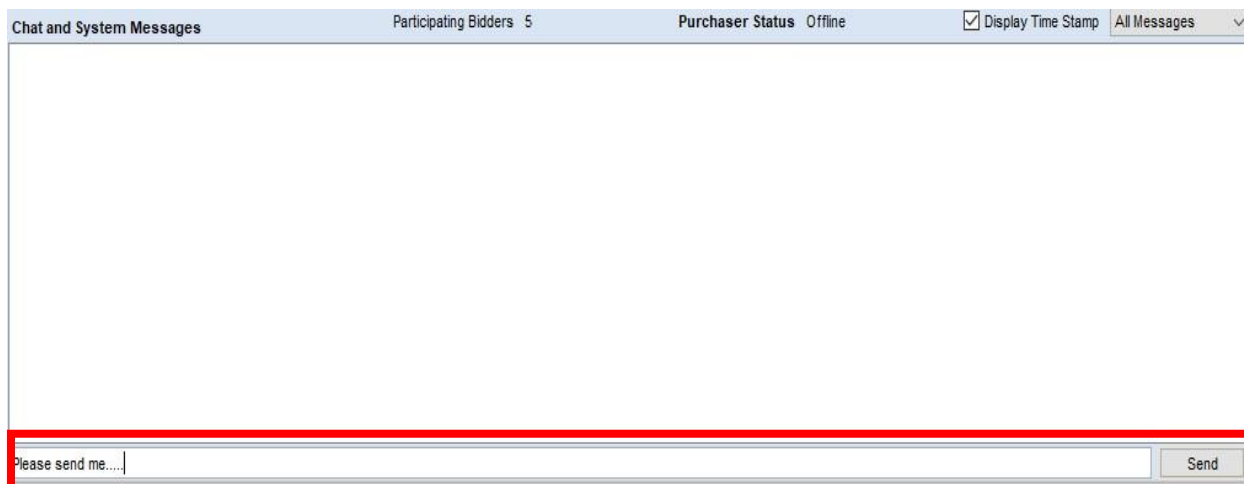 Chat and System Messages Participating Bidders 5 Purchaser Status Offline Display Time Stamp All Messages
Please send me..... Send